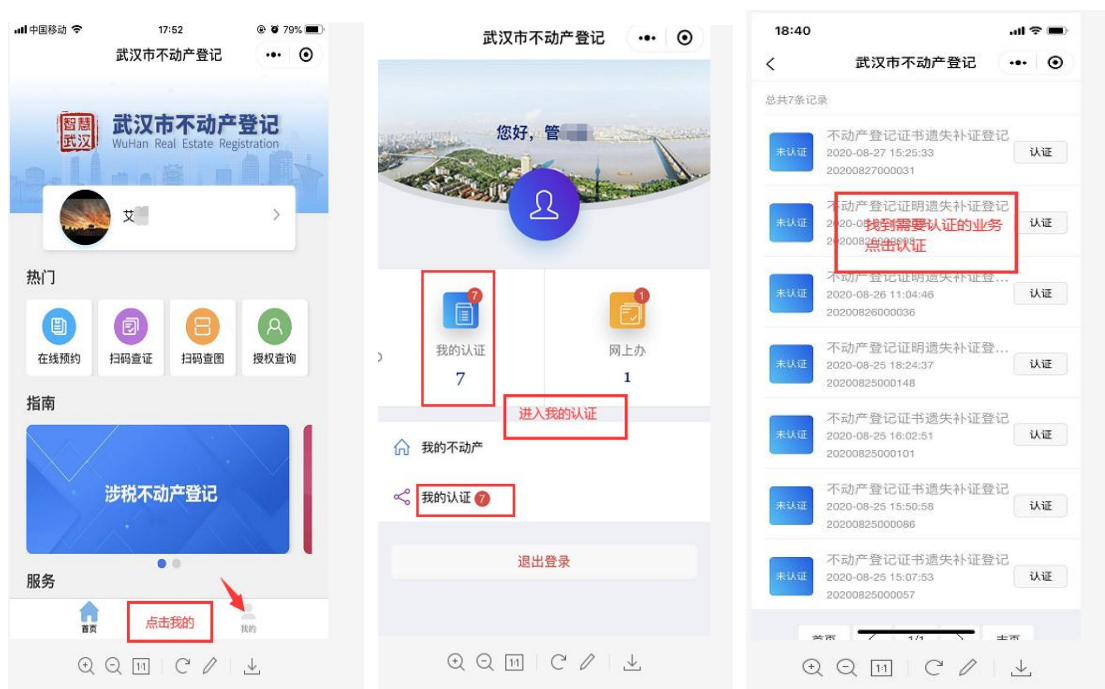 中国移动
17:52
79%
武汉市不动产登记
智慧武汉
武汉市不动产登记
WuHan Real Estate Registration
艾
热门
在线预约
扫码查证
扫码查图
授权查询
指南
涉税不动产登记
服务
首页
点击我的
我的
1:1
武汉市不动产登记
您好，管
7
1
我的认证
网上办
7
1
进入我的认证
我的不动产
我的认证 7
退出登录
1:1
18:40
武汉市不动产登记
总共7条记录
未认证
不动产登记证书遗失补证登记
2020-08-27 15:25:33
20200827000031
认证
未认证
不动产登记证明遗失补证登记
找到需要认证的业务
点击认证
认证
未认证
不动产登记证明遗失补证登...
2020-08-26 11:04:46
20200826000036
认证
未认证
不动产登记证明遗失补证登...
2020-08-25 18:24:37
20200825000148
认证
未认证
不动产登记证书遗失补证登记
2020-08-25 16:02:51
20200825000101
认证
未认证
不动产登记证书遗失补证登记
2020-08-25 15:50:58
20200825000086
认证
未认证
不动产登记证书遗失补证登记
2020-08-25 15:07:53
20200825000057
认证
首页
1/1
末页
1:1